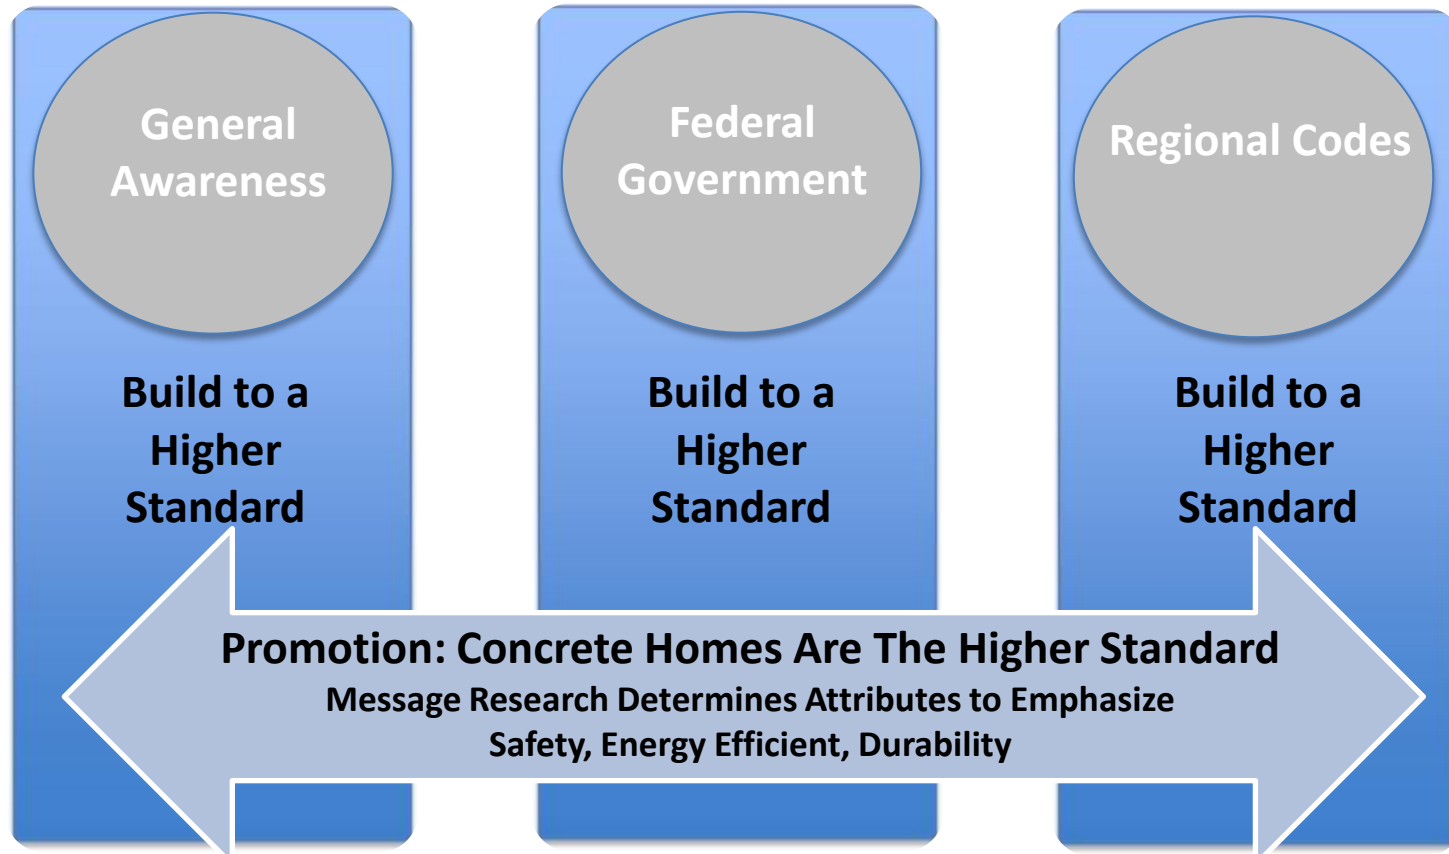 General
Awareness
Federal
Government
Regional Codes
Build to a
Higher
Standard
Build to a
Higher
Standard
Build to a
Higher
Standard
Promotion: Concrete Homes Are The Higher Standard
Message Research Determines Attributes to Emphasize
Safety, Energy Efficient, Durability